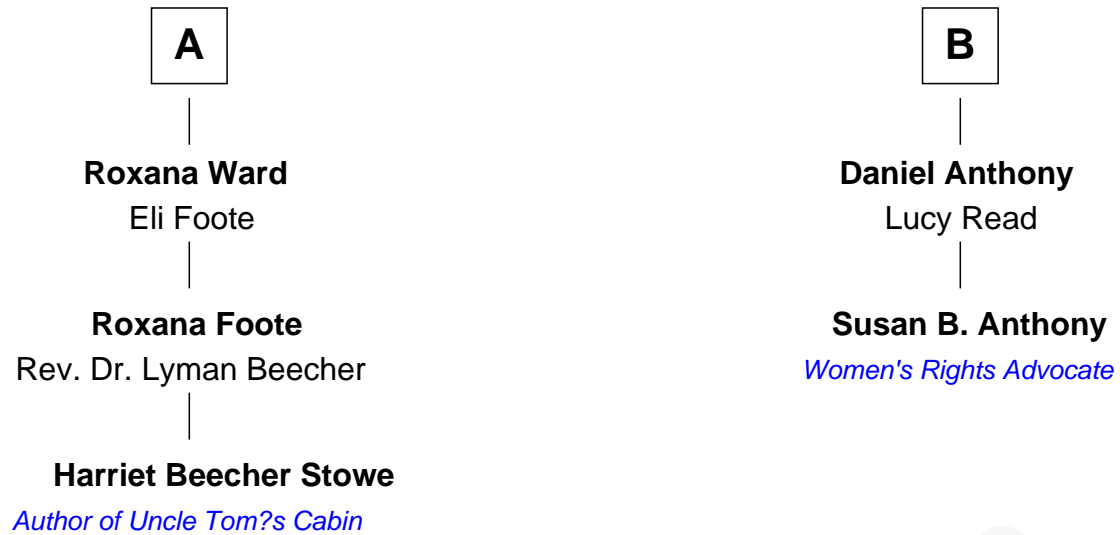 A
Roxana Ward
Eli Foote
Roxana Foote
Rev. Dr. Lyman Beecher
Harriet Beecher Stowe
Author of Uncle Tom?s Cabin
B
Daniel Anthony
Lucy Read
Susan B. Anthony
Women's Rights Advocate